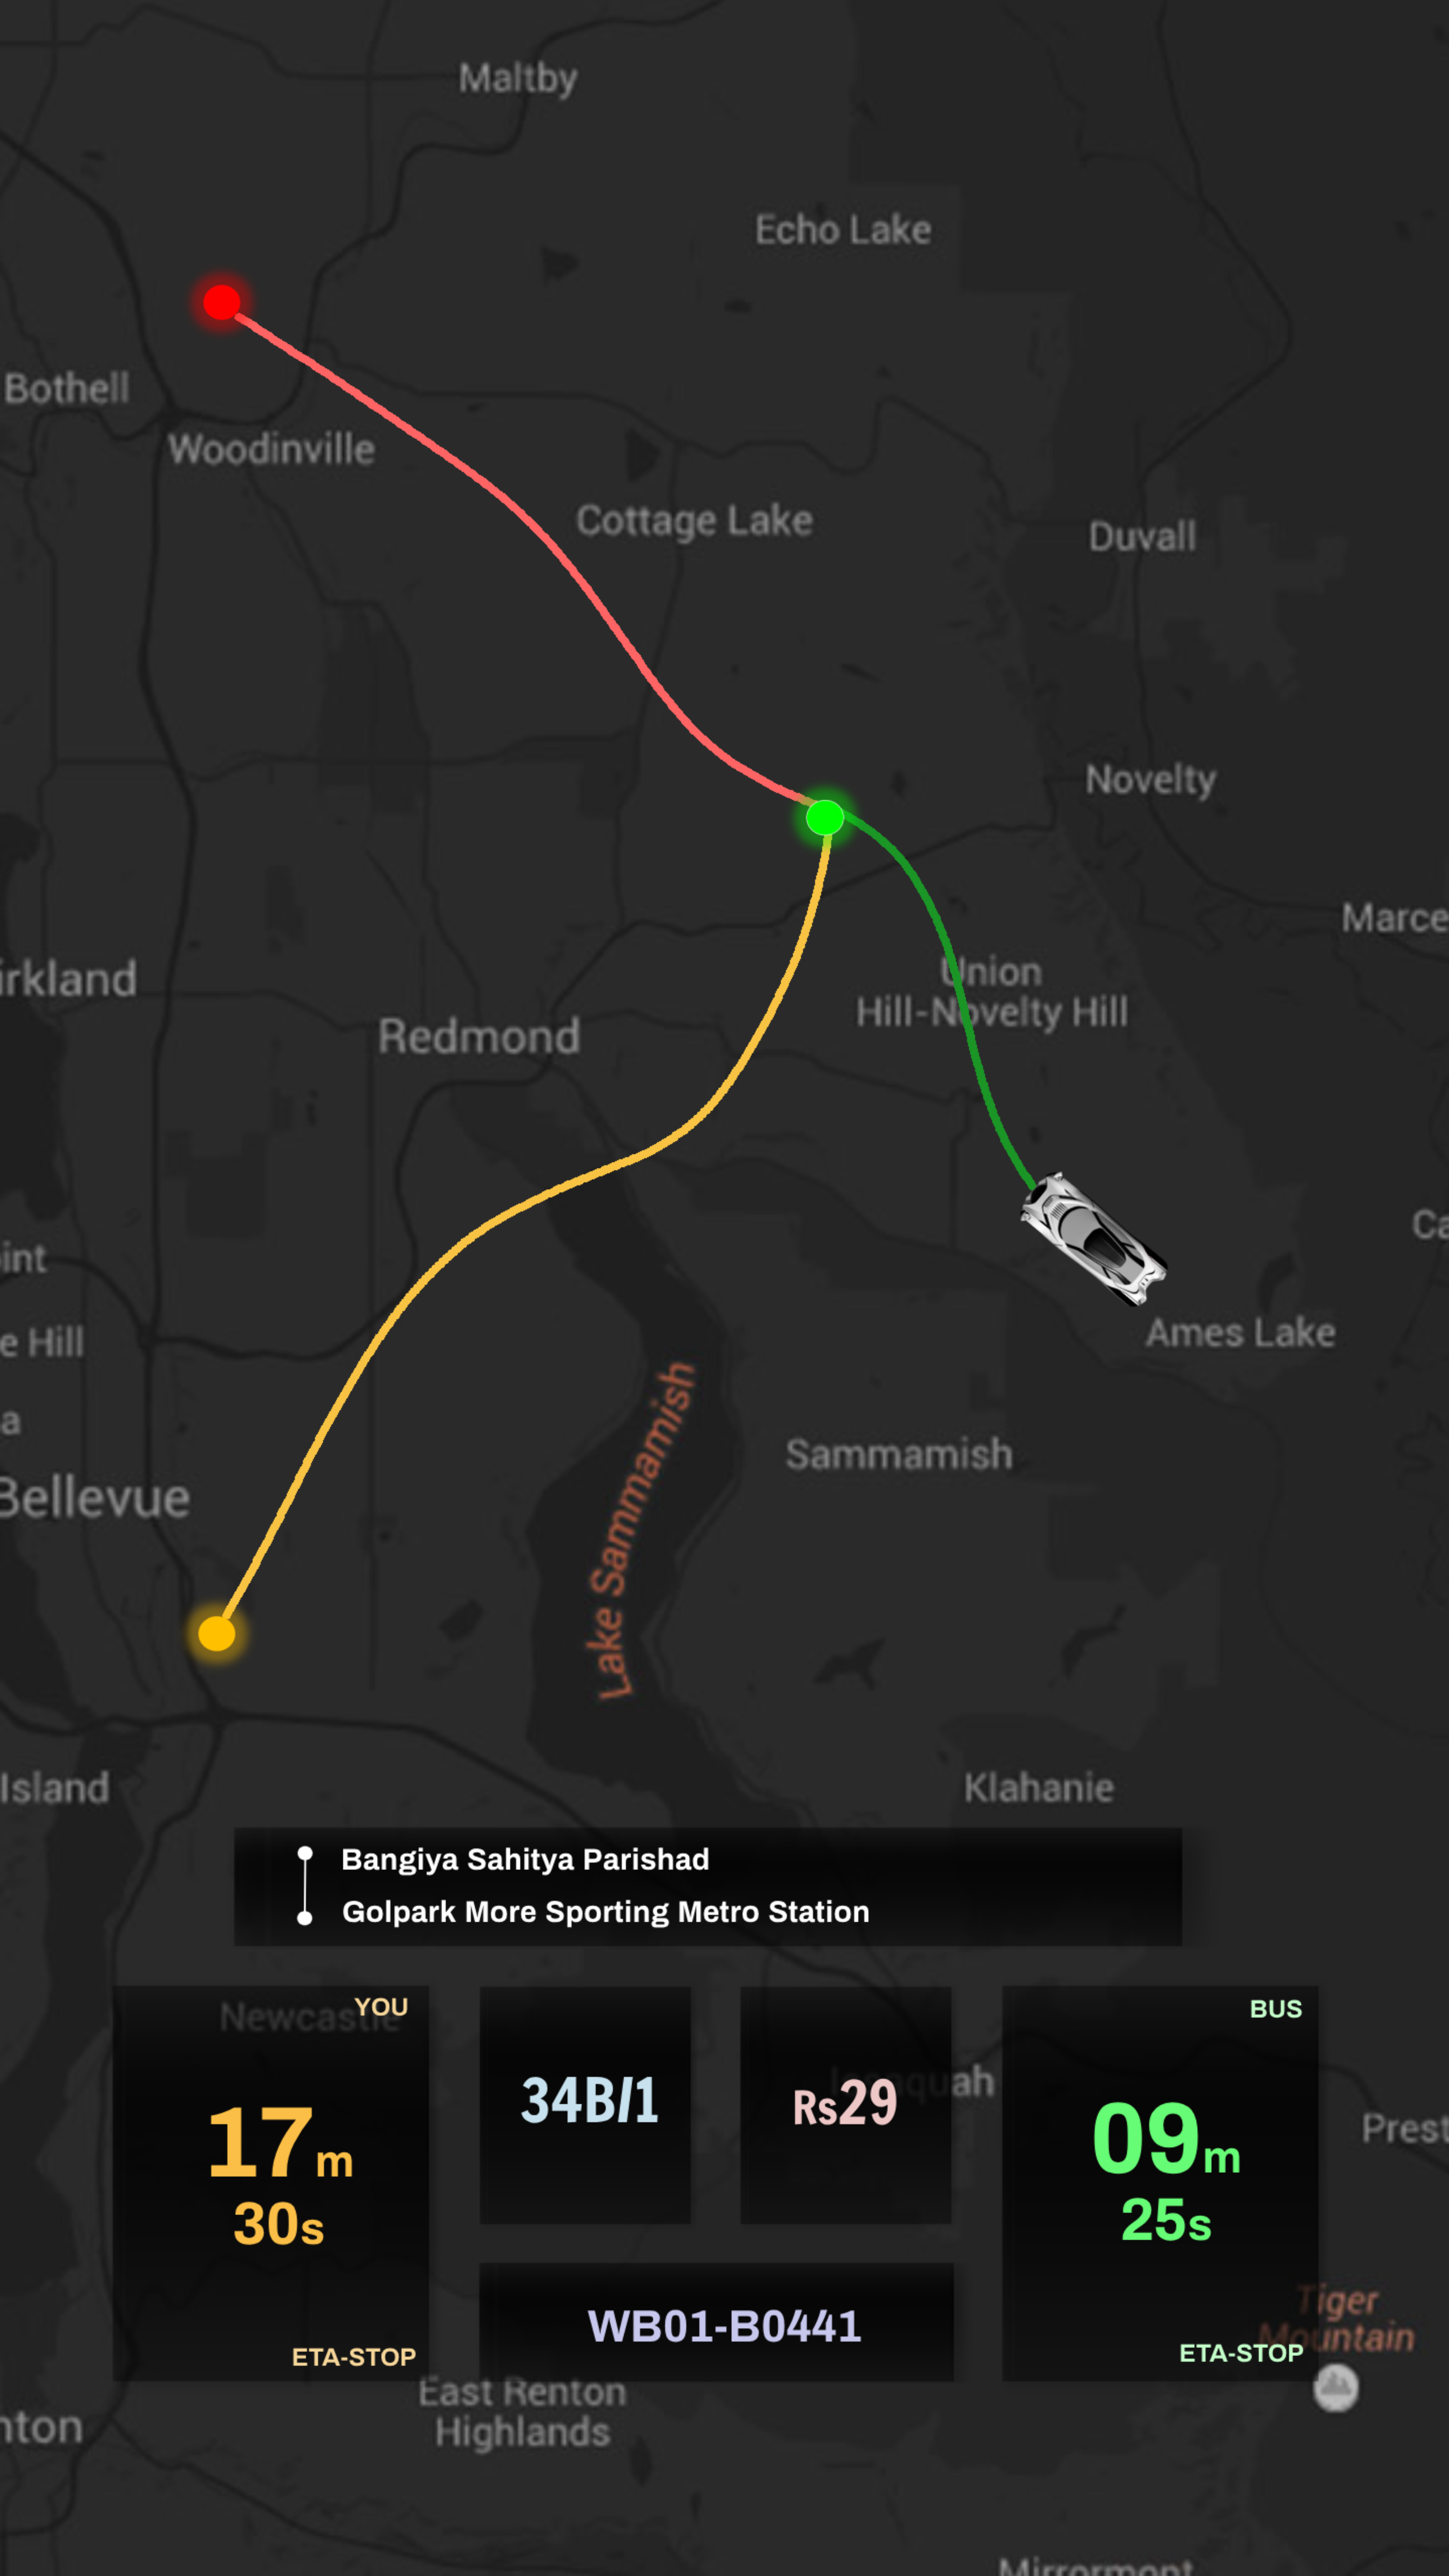 Maltby
Echo Lake
Bothell
Woodinville
Cottage Lake
Duvall
Novelty
Marce
irkland
Union
Hill-Novelty Hill
Redmond
Ca
int
Ames Lake
e Hill
a
Sammamish
Bellevue
Lake Sammamish
Island
Klahanie
Bangiya Sahitya Parishad
Golpark More Sporting Metro Station
Newcastle
YOU
17m
30s
ETA-STOP
34B/1
Rs29
quah
WB01-B0441
BUS
09m
25s
ETA-STOP
Prest
Tiger
Mountain
East Renton
Highlands
nton
Mirrormont